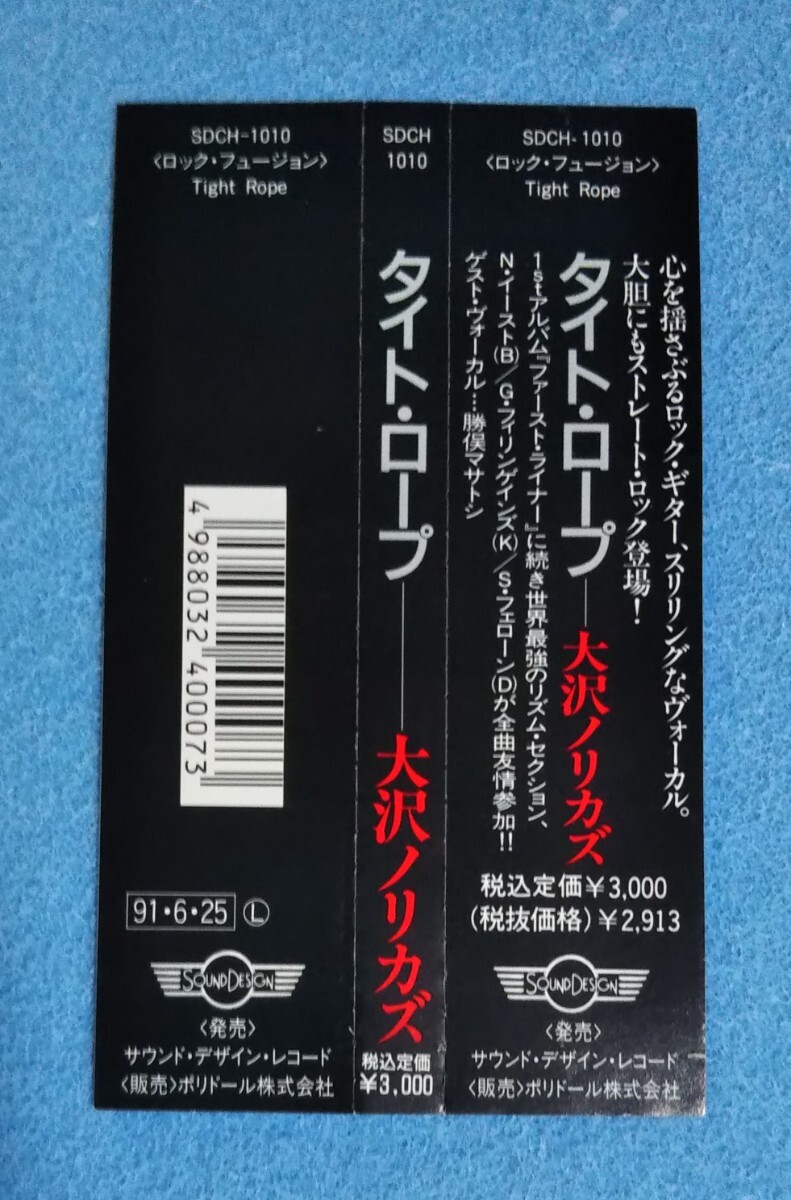 SDCH-1010
〈ロック・フュージョン〉
Tight Rope
4 988032 400073
91・6・25 Ⓛ
SOUNDDESIGN
〈発売〉
サウンド・デザイン・レコード
〈販売〉ポリドール株式会社
SDCH
1010
タイト・ロープ——大沢ノリカズ
税込定価
¥3,000
SDCH-1010
〈ロック・フュージョン〉
Tight Rope
心を揺さぶるロック・ギター、スリリングなヴォーカル。
大胆にもストレート・ロック登場!
タイト・ロープ—大沢ノリカズ
1stアルバム『ファースト・ライナー』に続き世界最強のリズム・セクション、
N・イースト(B)/G・フィリンゲインズ(K)/S・フェローン(D)が全曲友情参加!!
ゲスト・ヴォーカル…勝俣マサトシ
税込定価¥3,000
(税抜価格)¥2,913
SOUNDDESIGN
〈発売〉
サウンド・デザイン・レコード
〈販売〉ポリドール株式会社